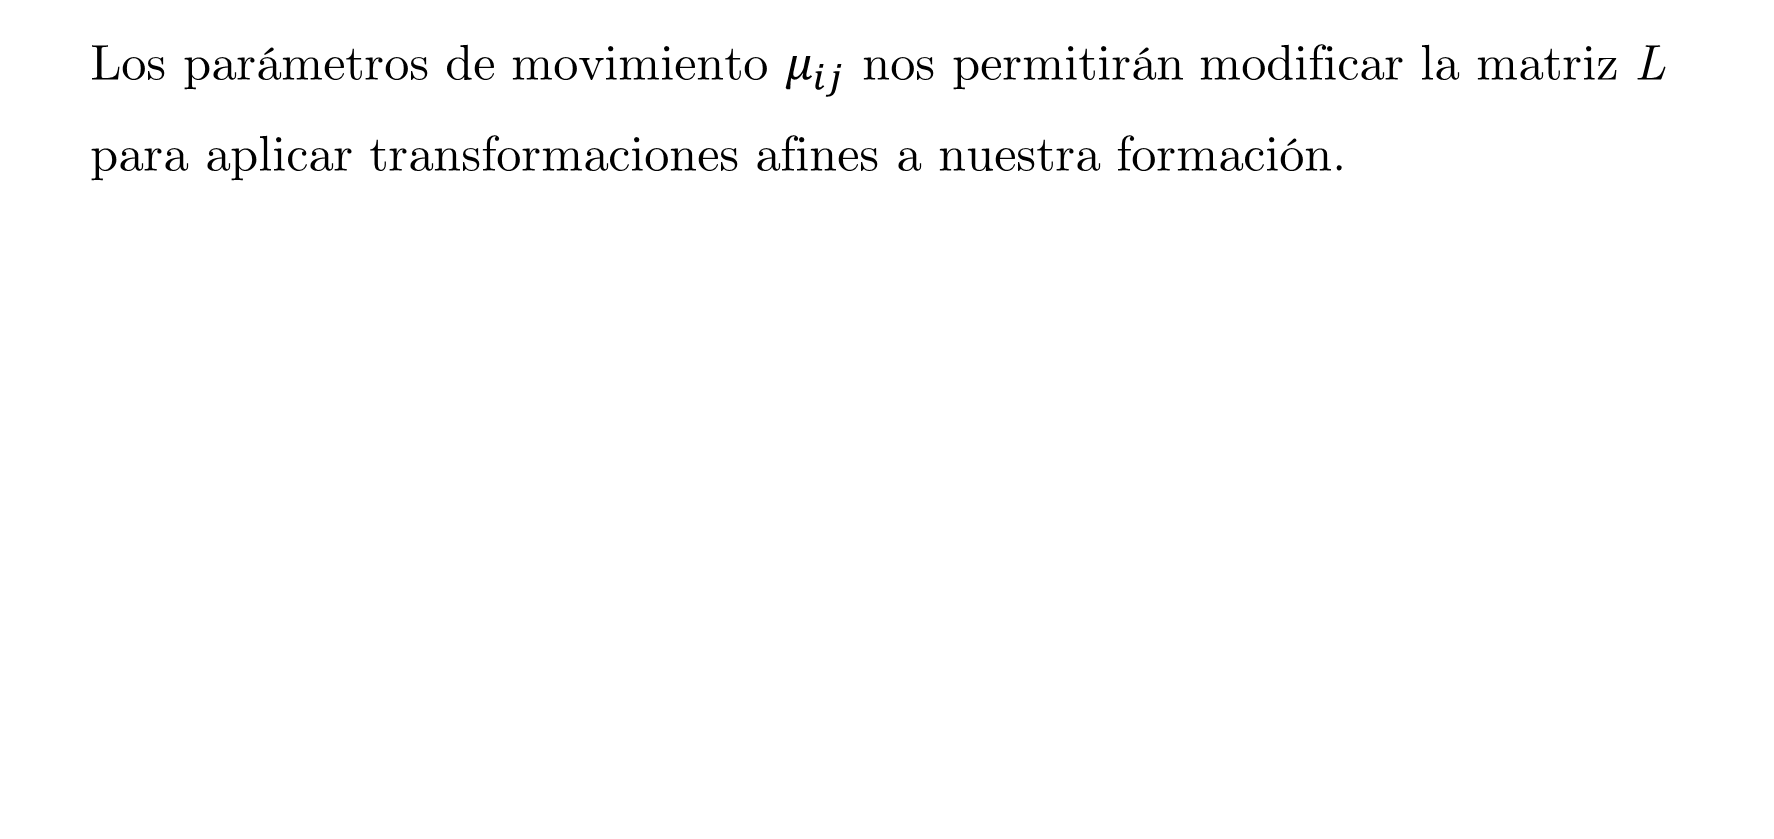 Los parámetros de movimiento μij nos permitirán modificar la matriz L
para aplicar transformaciones afines a nuestra formación.